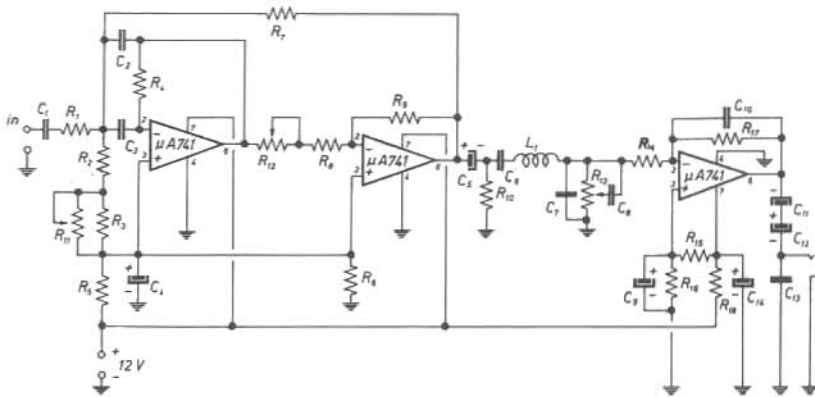 R7
C2
R4
R9
C10
R17
in
C1
R1
C3
2
7
−
µA741
+
3
4
6
R12
R8
2
7
−
µA741
+
4
6
+
−
C5
C6
L1
R14
2
4
−
µA741
+
3
7
6
R2
R10
C7
R13
C8
R11
R3
−
C11
+
+
C12
−
R5
+
C4
−
R6
+
C9
−
R15
R16
R18
+
C14
−
C13
+
12 V
−